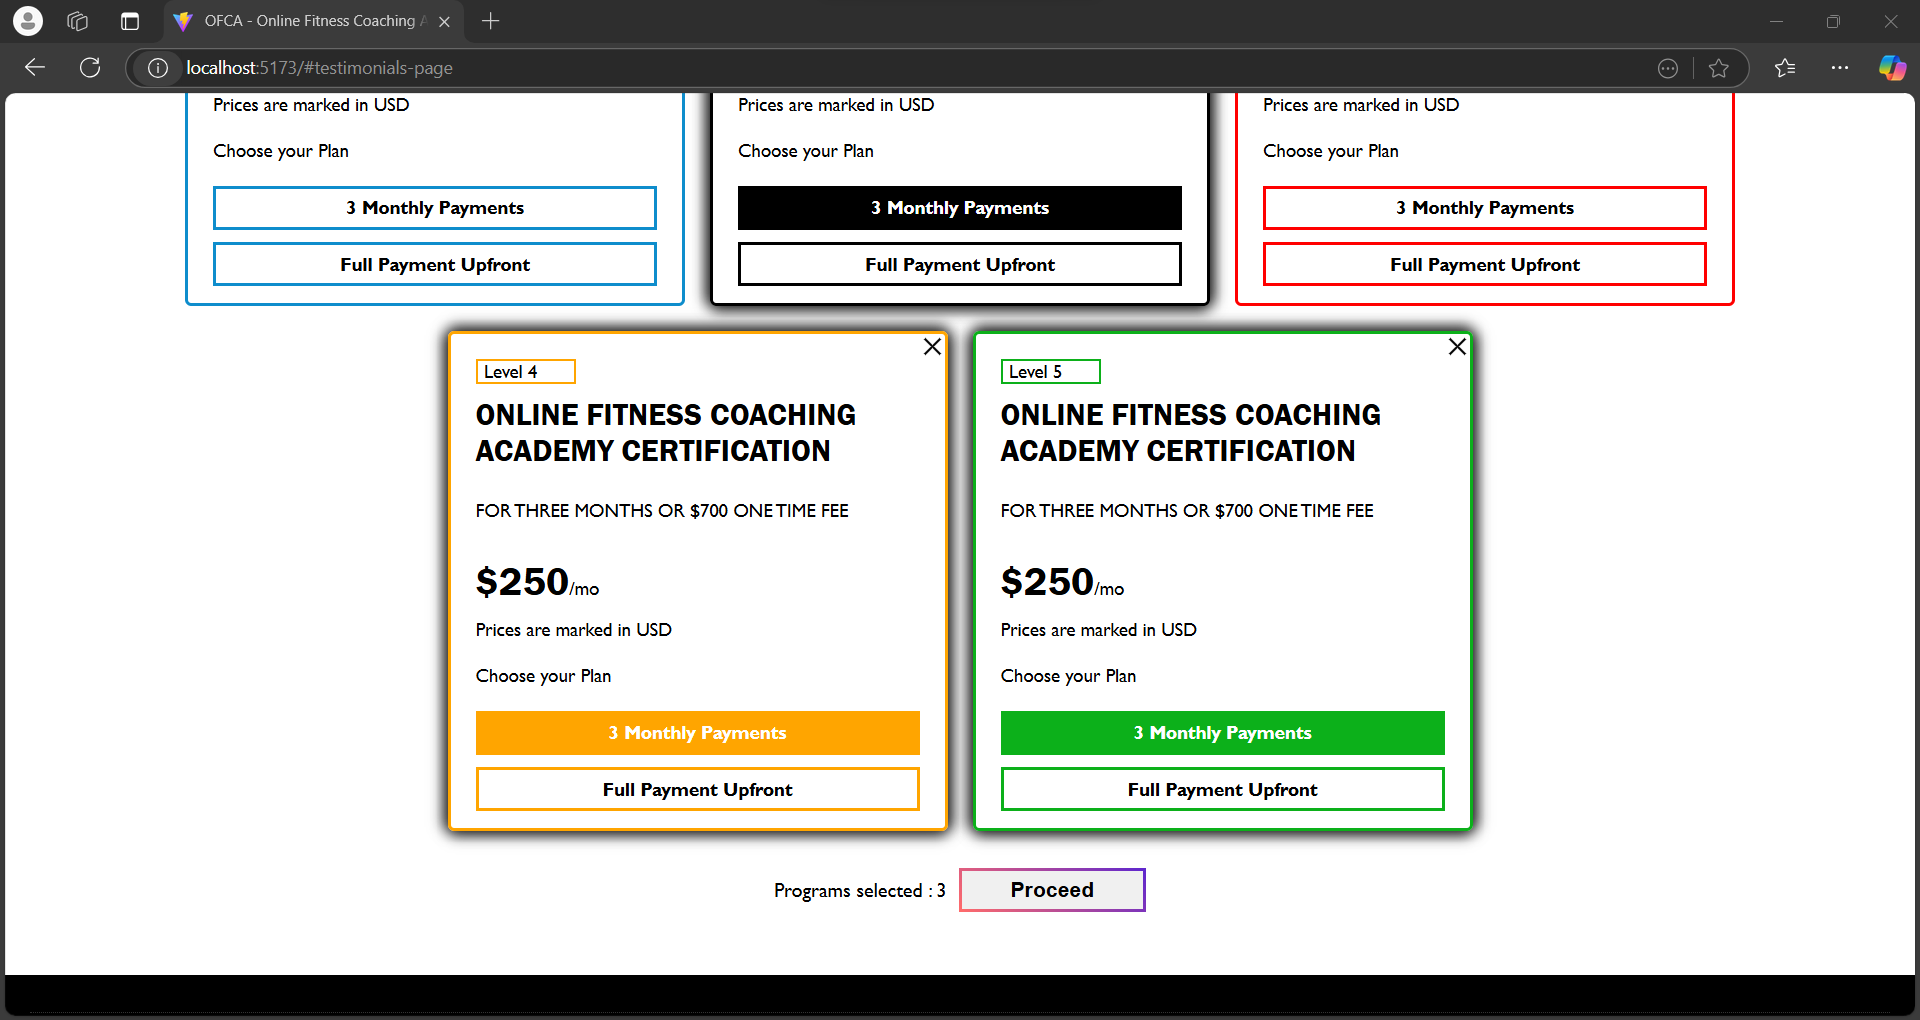 OFCA - Online Fitness Coaching A
localhost:5173/#testimonials-page
Prices are marked in USD
Choose your Plan
3 Monthly Payments
Full Payment Upfront
Prices are marked in USD
Choose your Plan
3 Monthly Payments
Full Payment Upfront
Prices are marked in USD
Choose your Plan
3 Monthly Payments
Full Payment Upfront
Level 4
ONLINE FITNESS COACHING
ACADEMY CERTIFICATION
FOR THREE MONTHS OR $700 ONE TIME FEE
$250/mo
Prices are marked in USD
Choose your Plan
3 Monthly Payments
Full Payment Upfront
Level 5
ONLINE FITNESS COACHING
ACADEMY CERTIFICATION
FOR THREE MONTHS OR $700 ONE TIME FEE
$250/mo
Prices are marked in USD
Choose your Plan
3 Monthly Payments
Full Payment Upfront
Programs selected : 3
Proceed